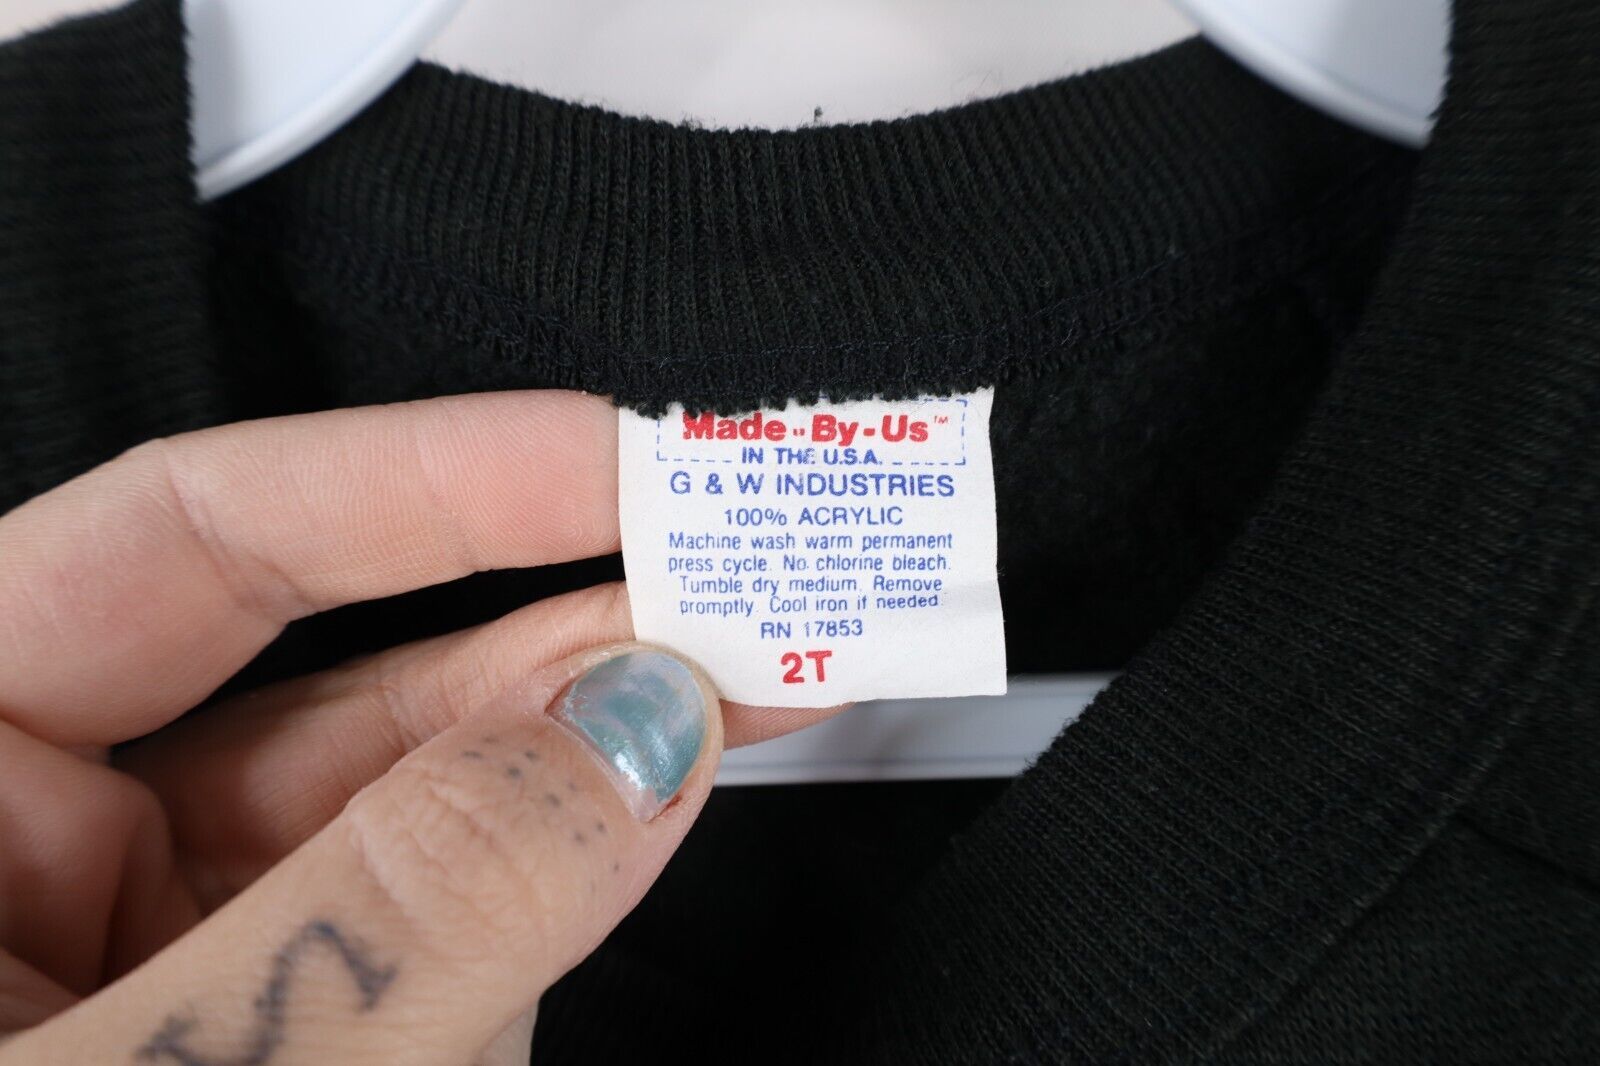 Made-By-Us™
IN THE U.S.A.
G & W INDUSTRIES
100% ACRYLIC
Machine wash warm permanent
press cycle. No chlorine bleach.
Tumble dry medium. Remove
promptly. Cool iron if needed.
RN 17853
2T